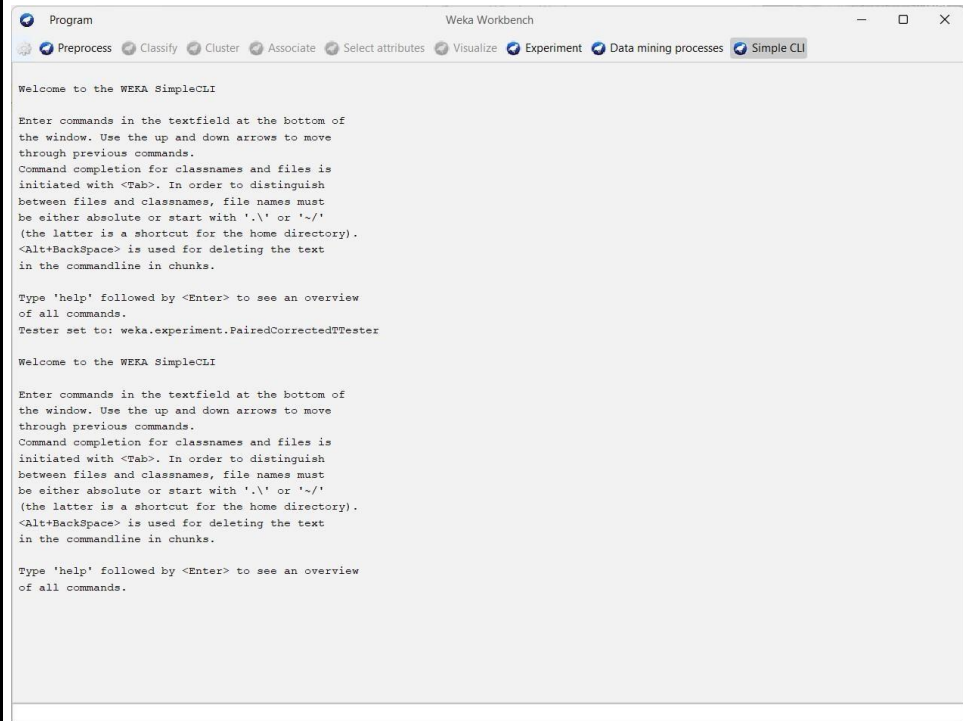 Program
Weka Workbench
Preprocess Classify Cluster Associate Select attributes Visualize Experiment Data mining processes Simple CLI
Welcome to the WEKA SimpleCLI
Enter commands in the textfield at the bottom of
the window. Use the up and down arrows to move
through previous commands.
Command completion for classnames and files is
initiated with <Tab>. In order to distinguish
between files and classnames, file names must
be either absolute or start with '.\' or '~/'
(the latter is a shortcut for the home directory).
<Alt+BackSpace> is used for deleting the text
in the commandline in chunks.
Type 'help' followed by <Enter> to see an overview
of all commands.
Tester set to: weka.experiment.PairedCorrectedTTester
Welcome to the WEKA SimpleCLI
Enter commands in the textfield at the bottom of
the window. Use the up and down arrows to move
through previous commands.
Command completion for classnames and files is
initiated with <Tab>. In order to distinguish
between files and classnames, file names must
be either absolute or start with '.\' or '~/'
(the latter is a shortcut for the home directory).
<Alt+BackSpace> is used for deleting the text
in the commandline in chunks.
Type 'help' followed by <Enter> to see an overview
of all commands.